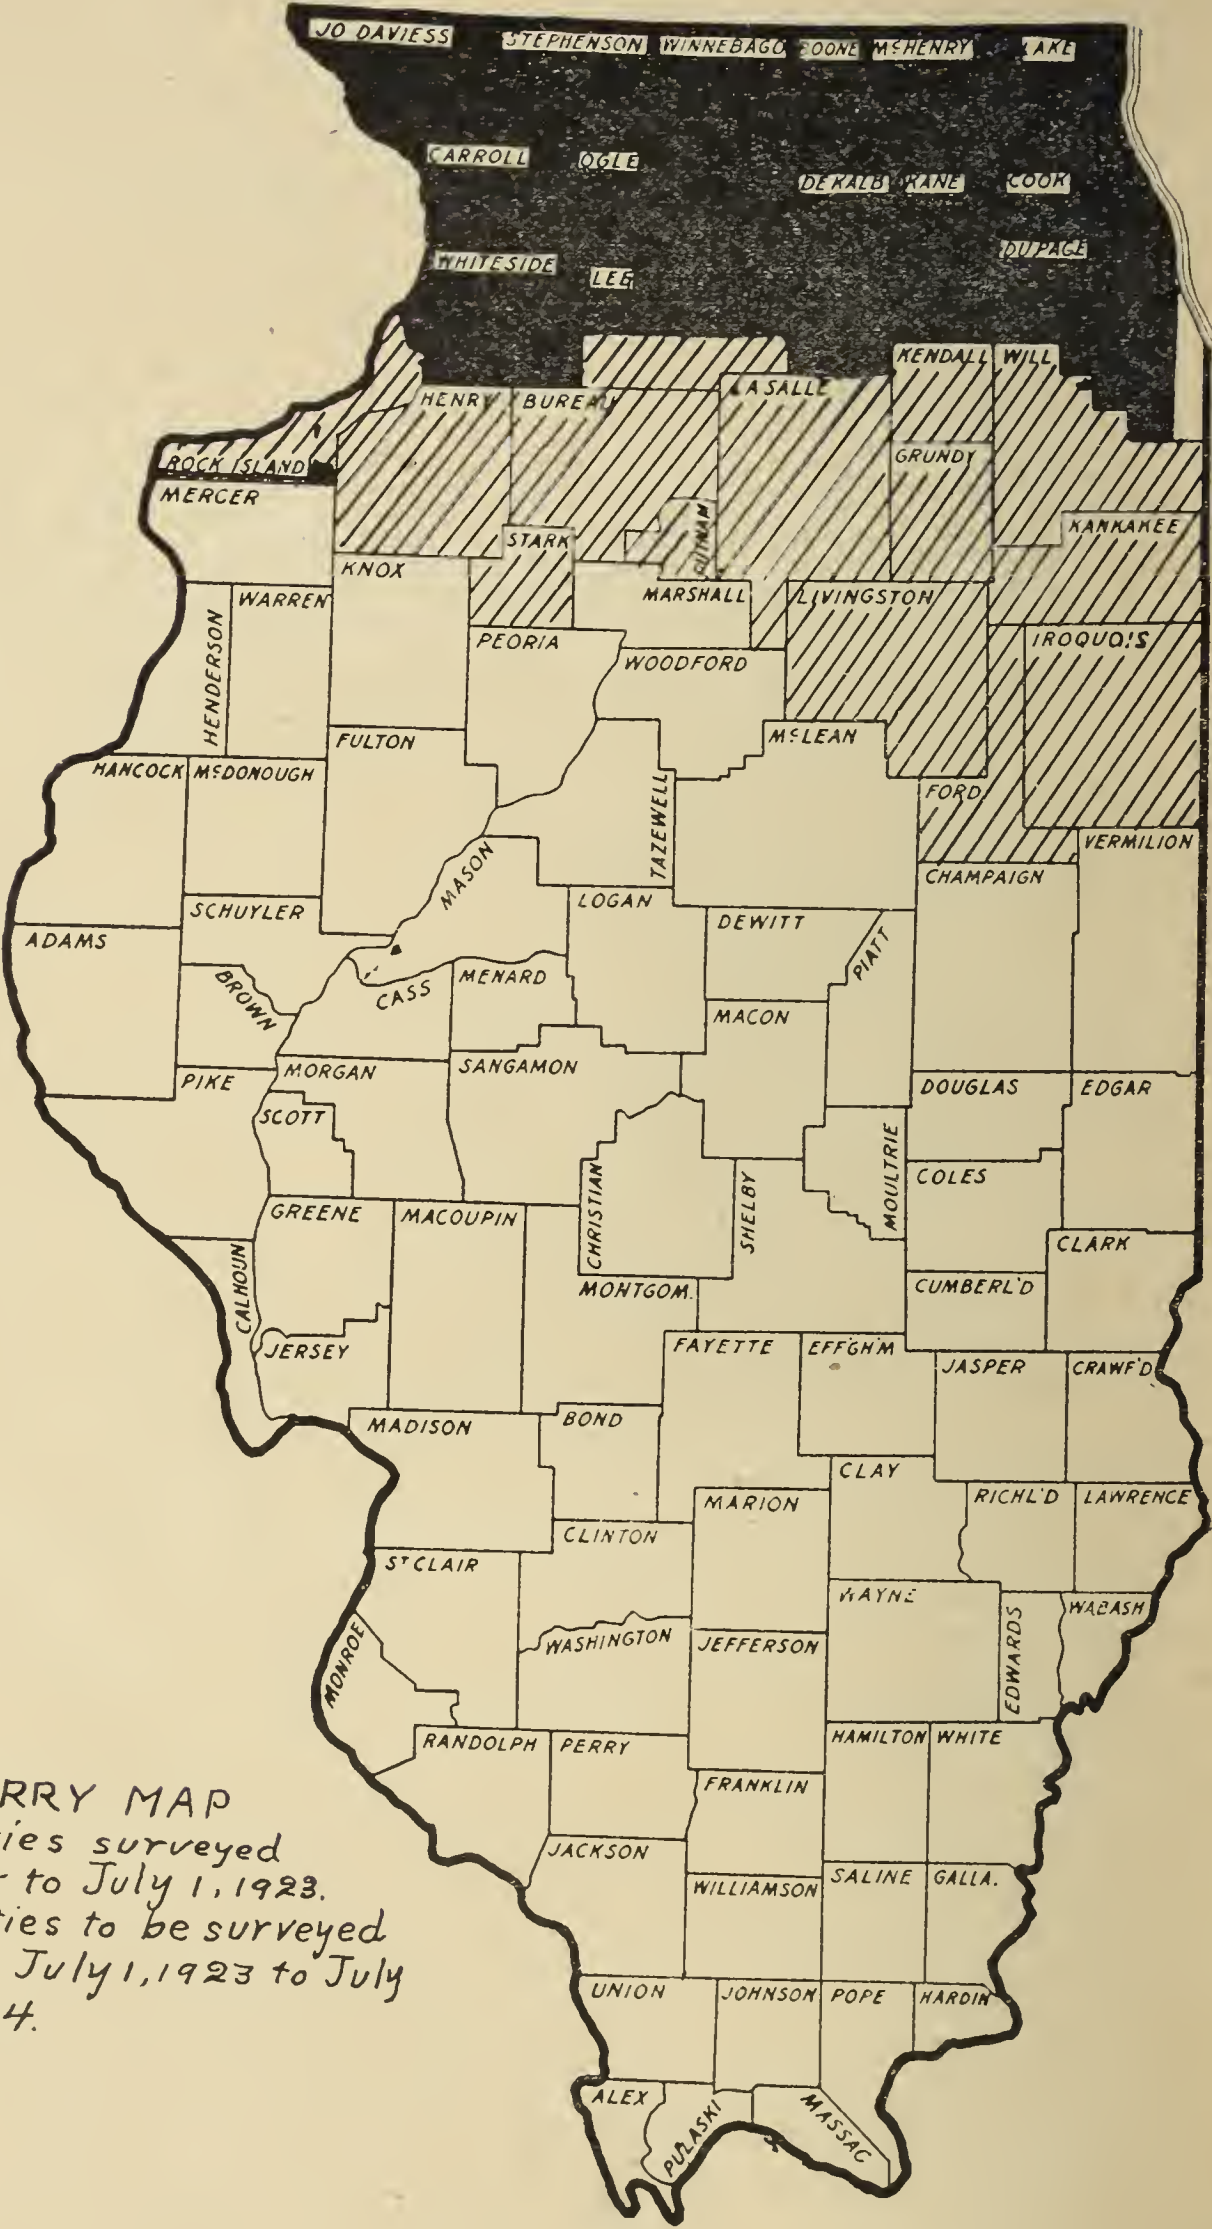 JO DAVIESS STEPHENSON WINNEBAGO BOONE McHENRY LAKE
CARROLL OGLE DEKALB KANE COOK
DUPAGE
WHITESIDE LEE
KENDALL WILL
HENRY BUREAU LASALLE
ROCK ISLAND GRUNDY
MERCER
STARK PUTNAM KANKAKEE
KNOX
WARREN MARSHALL LIVINGSTON
HENDERSON PEORIA WOODFORD IROQUOIS
FULTON McLEAN
HANCOCK McDONOUGH TAZEWELL FORD
MASON VERMILION
SCHUYLER LOGAN CHAMPAIGN
ADAMS DEWITT PIATT
BROWN CASS MENARD
MACON
PIKE MORGAN SANGAMON
SCOTT DOUGLAS EDGAR
CHRISTIAN SHELBY MOULTRIE COLES
GREENE MACOUPIN
CALHOUN CLARK
MONTGOM. CUMBERL'D
JERSEY FAYETTE EFF'GH'M JASPER CRAWF'D
MADISON BOND
CLAY
MARION RICHL'D LAWRENCE
CLINTON
ST CLAIR
WAYNE EDWARDS WABASH
MONROE WASHINGTON JEFFERSON
RANDOLPH PERRY HAMILTON WHITE
FRANKLIN
JACKSON
WILLIAMSON SALINE GALLA.
UNION JOHNSON POPE HARDIN
ALEX PULASKI MASSAC
RRY MAP
ies surveyed
to July 1, 1923.
ties to be surveyed
July 1, 1923 to July
4.